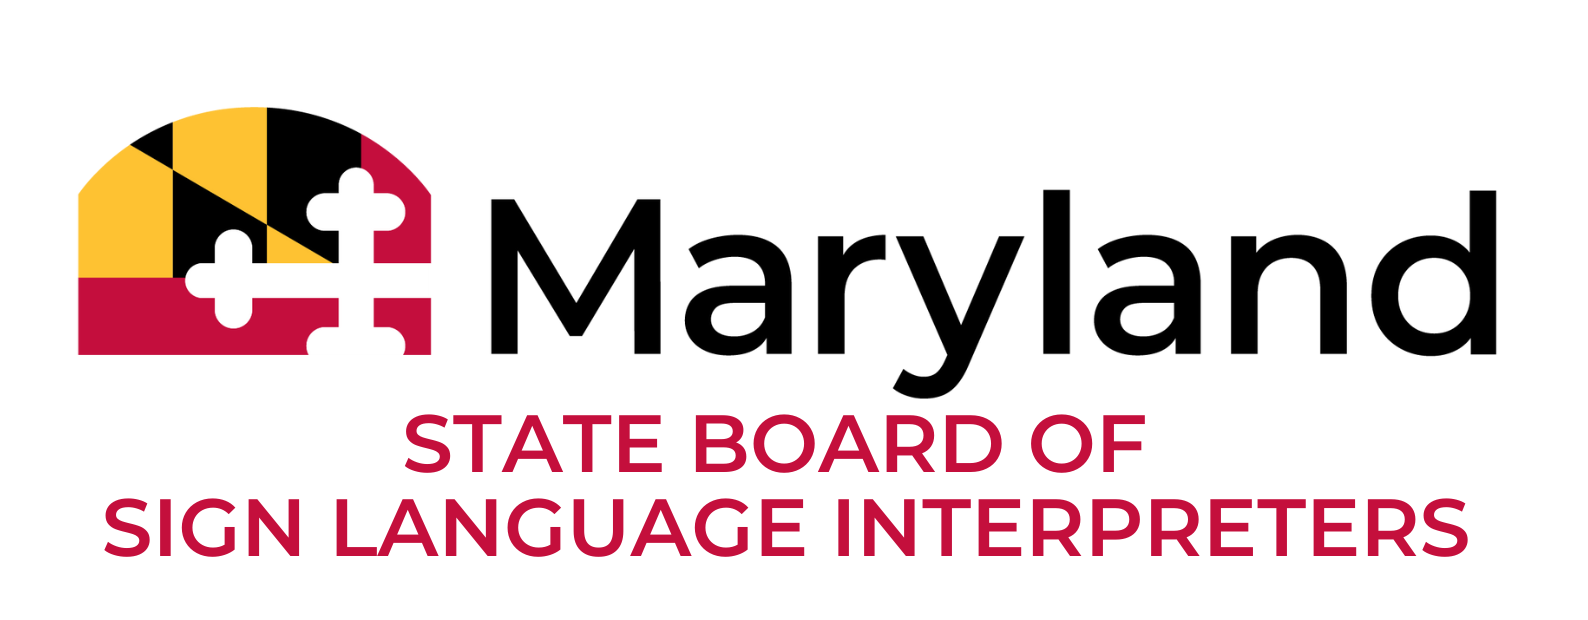 Maryland
STATE BOARD OF
SIGN LANGUAGE INTERPRETERS